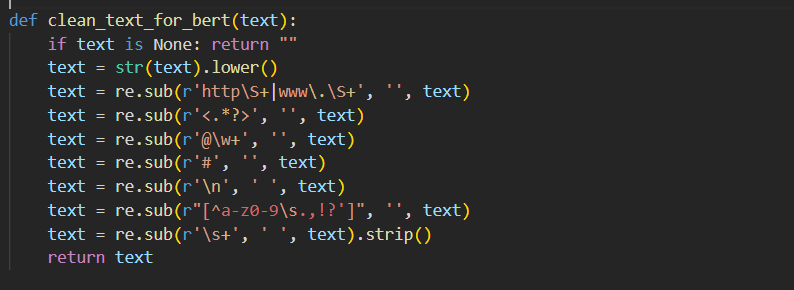 def clean_text_for_bert(text):
    if text is None: return ""
    text = str(text).lower()
    text = re.sub(r'http\S+|www\.\S+', '', text)
    text = re.sub(r'<.*?>', '', text)
    text = re.sub(r'@\w+', '', text)
    text = re.sub(r'#', '', text)
    text = re.sub(r'\n', ' ', text)
    text = re.sub(r"[^a-z0-9\s.,!?']", '', text)
    text = re.sub(r'\s+', ' ', text).strip()
    return text